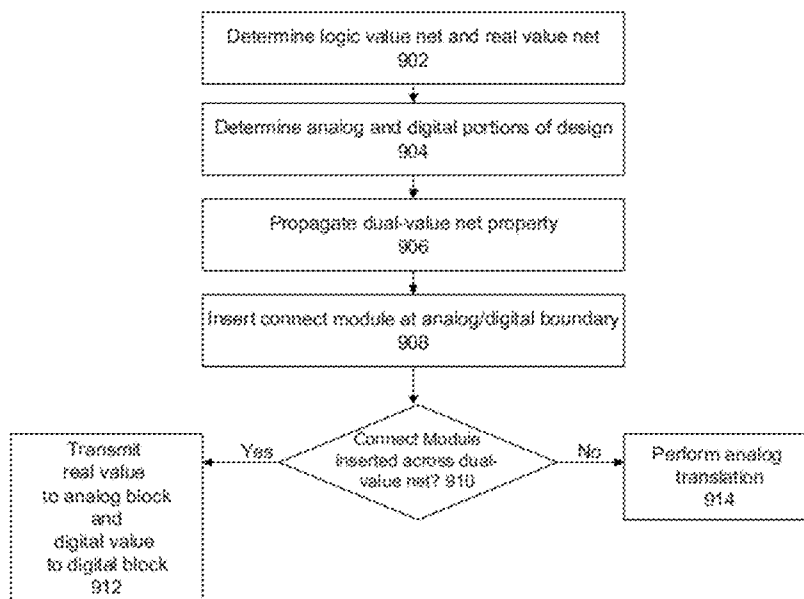 Determine logic value net and real value net
902
Determine analog and digital portions of design
904
Propagate dual-value net property
906
Insert connect module at analog/digital boundary
908
Connect Module
inserted across dual-
value net? 910
Yes
No
Transmit
real value
to analog block
and
digital value
to digital block
912
Perform analog
translation
914